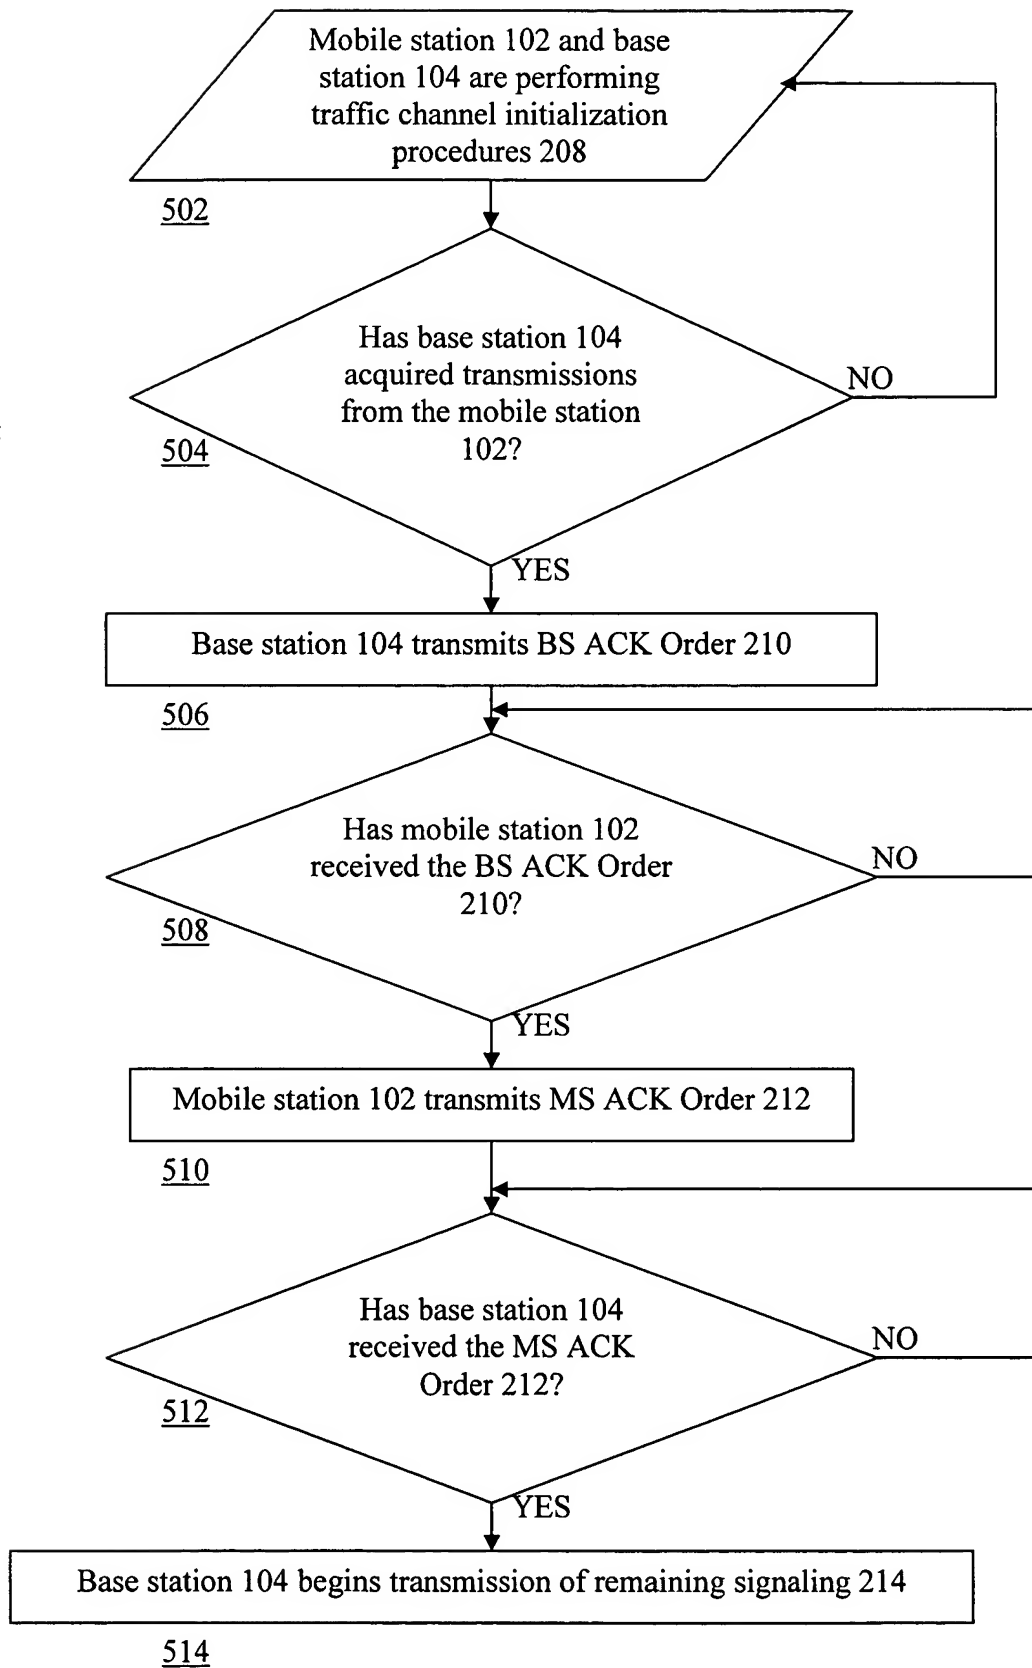 Mobile station 102 and base
station 104 are performing
traffic channel initialization
procedures 208
502
Has base station 104
acquired transmissions
from the mobile station
102?
NO
504
YES
Base station 104 transmits BS ACK Order 210
506
Has mobile station 102
received the BS ACK Order
210?
NO
508
YES
Mobile station 102 transmits MS ACK Order 212
510
Has base station 104
received the MS ACK
Order 212?
NO
512
YES
Base station 104 begins transmission of remaining signaling 214
514